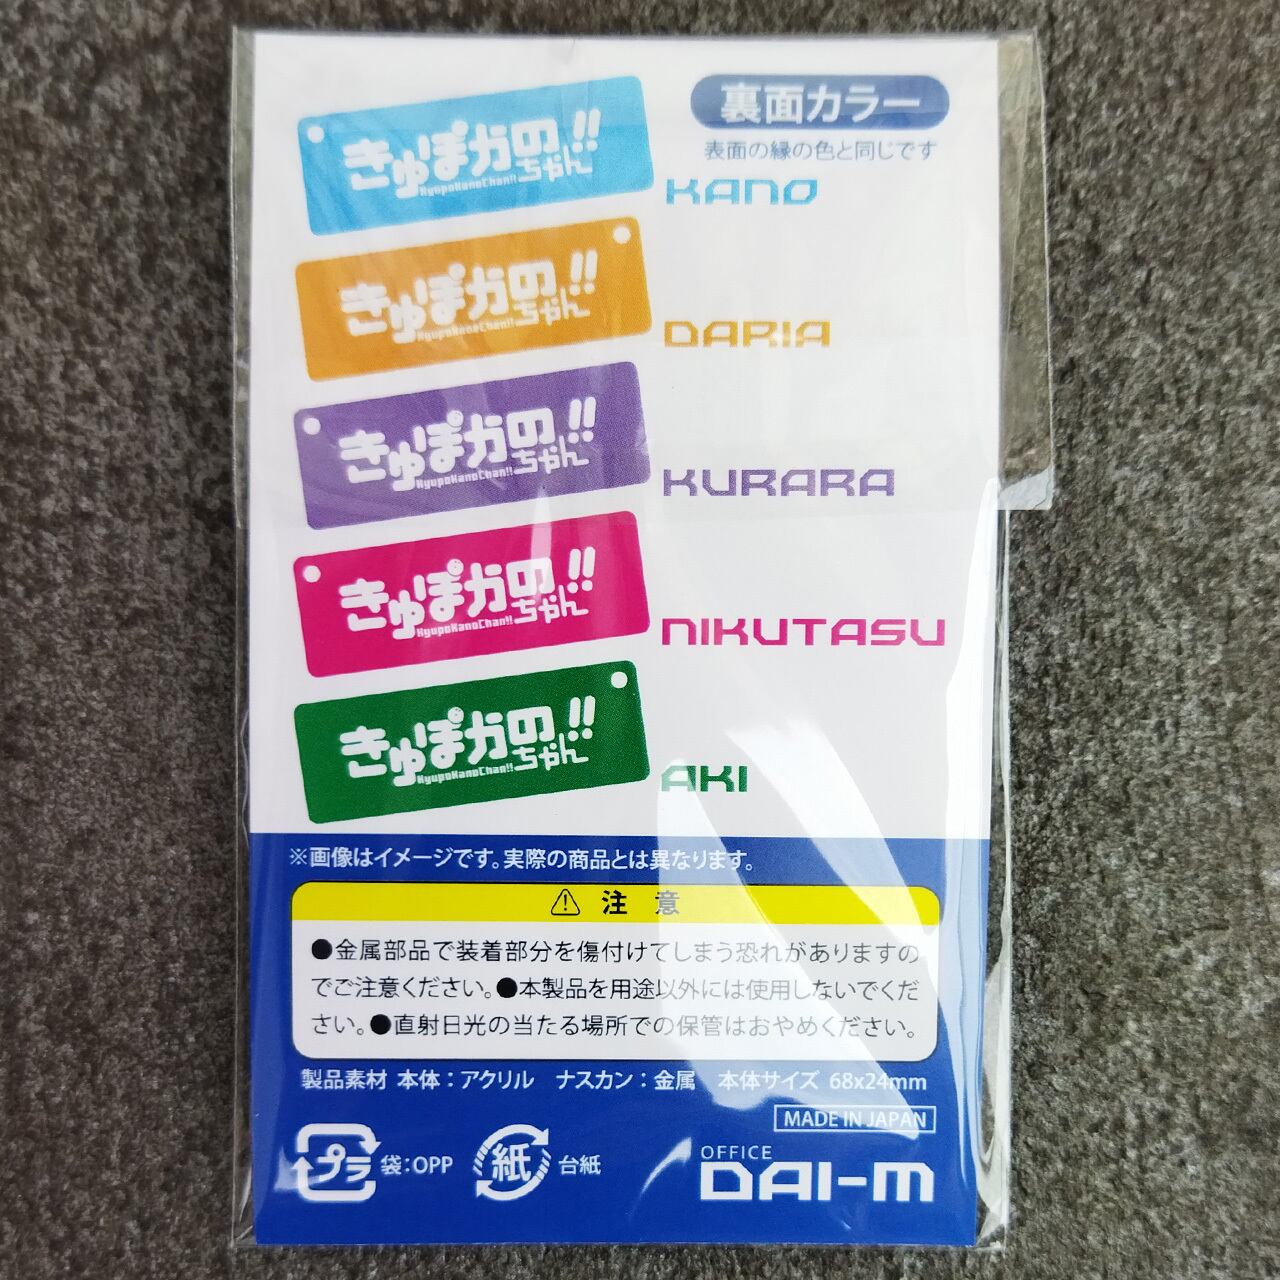 裏面カラー
表面の縁の色と同じです
きゅぽかの!!
ちゃん
KyupoKanoChan!!
KANO
きゅぽかの!!
ちゃん
KyupoKanoChan!!
DARIA
きゅぽかの!!
ちゃん
KyupoKanoChan!!
KURARA
きゅぽかの!!
ちゃん
KyupoKanoChan!!
NIKUTASU
きゅぽかの!!
ちゃん
KyupoKanoChan!!
AKI
※画像はイメージです。実際の商品とは異なります。
⚠ 注 意
●金属部品で装着部分を傷付けてしまう恐れがありますの
でご注意ください。●本製品を用途以外には使用しないでくだ
さい。●直射日光の当たる場所での保管はおやめください。
製品素材 本体：アクリル ナスカン：金属 本体サイズ 68x24mm
MADE IN JAPAN
プラ 袋:OPP 紙 台紙
OFFICE
DAI-M